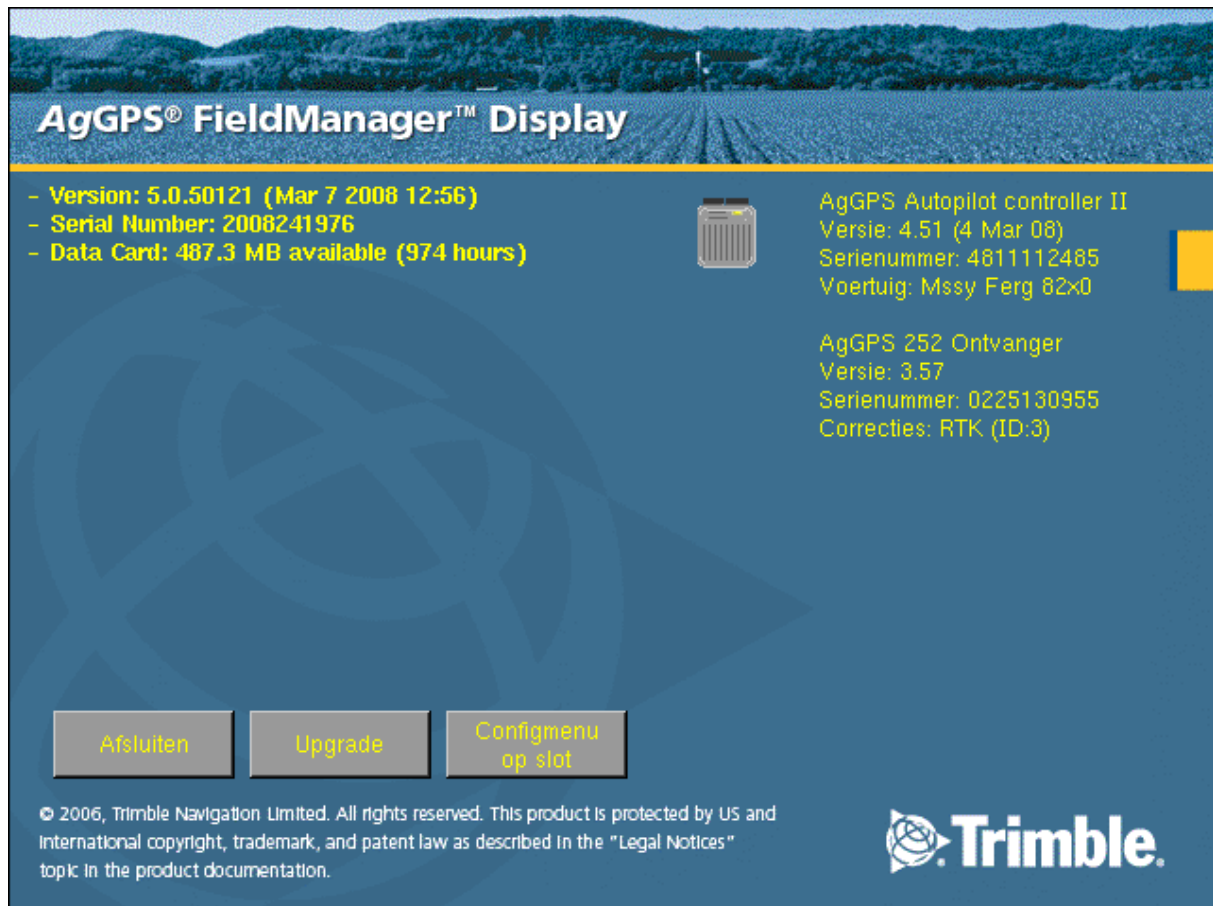 AgGPS® FieldManager™ Display
- Version: 5.0.50121 (Mar 7 2008 12:56)
- Serial Number: 2008241976
- Data Card: 487.3 MB available (974 hours)
AgGPS Autopilot controller II
Versie: 4.51 (4 Mar 08)
Serienummer: 4811112485
Voertuig: Mssy Ferg 82x0
AgGPS 252 Ontvanger
Versie: 3.57
Serienummer: 0225130955
Correcties: RTK (ID:3)
Afsluiten
Upgrade
Configmenu
op slot
© 2006, Trimble Navigation Limited. All rights reserved. This product is protected by US and
international copyright, trademark, and patent law as described in the "Legal Notices"
topic in the product documentation.
Trimble.